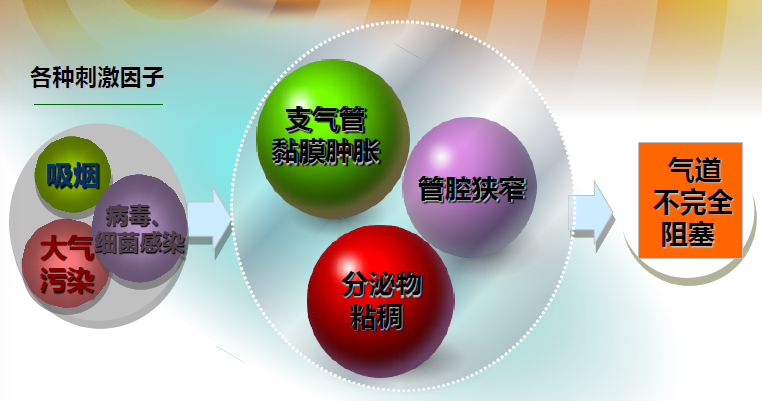 各种刺激因子
吸烟
病毒、
细菌感染
大气
污染
支气管
黏膜肿胀
管腔狭窄
分泌物
粘稠
气道
不完全
阻塞